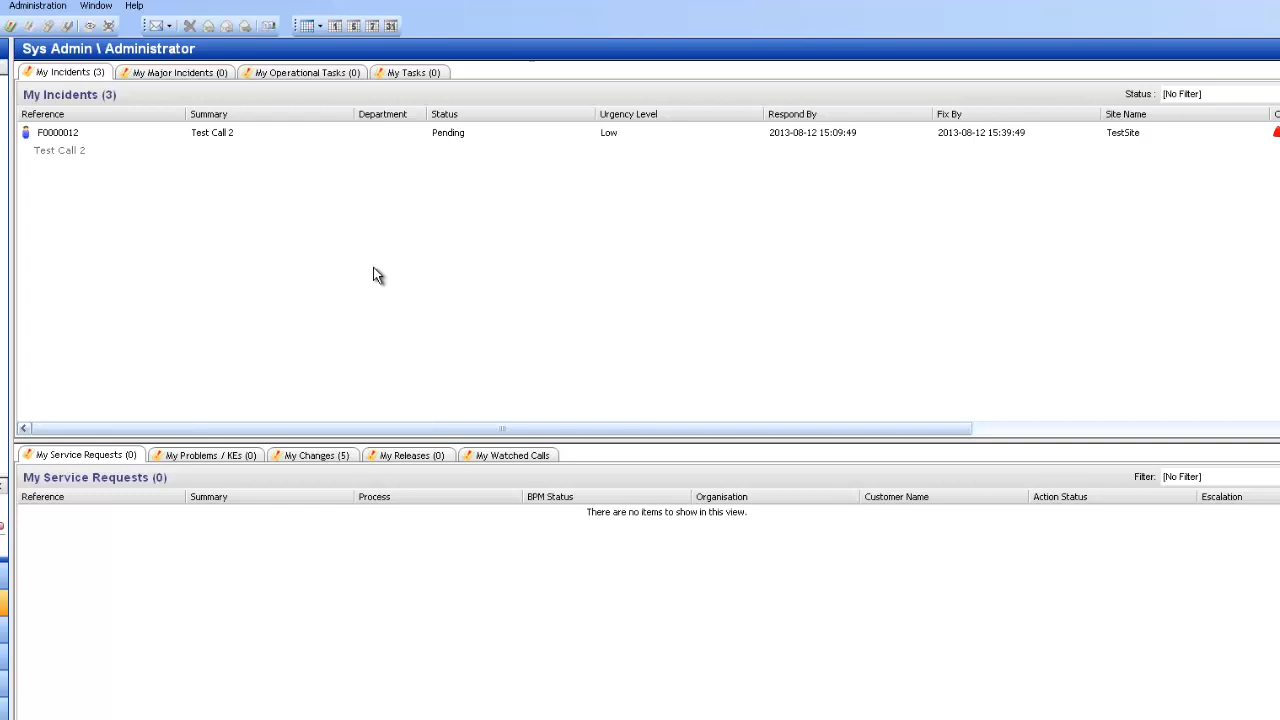 Administration Window Help
Sys Admin \ Administrator
My Incidents (3) My Major Incidents (0) My Operational Tasks (0) My Tasks (0)
My Incidents (3) Status : [No Filter]
Reference Summary Department Status Urgency Level Respond By Fix By Site Name
F0000012 Test Call 2 Pending Low 2013-08-12 15:09:49 2013-08-12 15:39:49 TestSite
Test Call 2
My Service Requests (0) My Problems / KEs (0) My Changes (5) My Releases (0) My Watched Calls
My Service Requests (0) Filter: [No Filter]
Reference Summary Process BPM Status Organisation Customer Name Action Status Escalation
There are no items to show in this view.